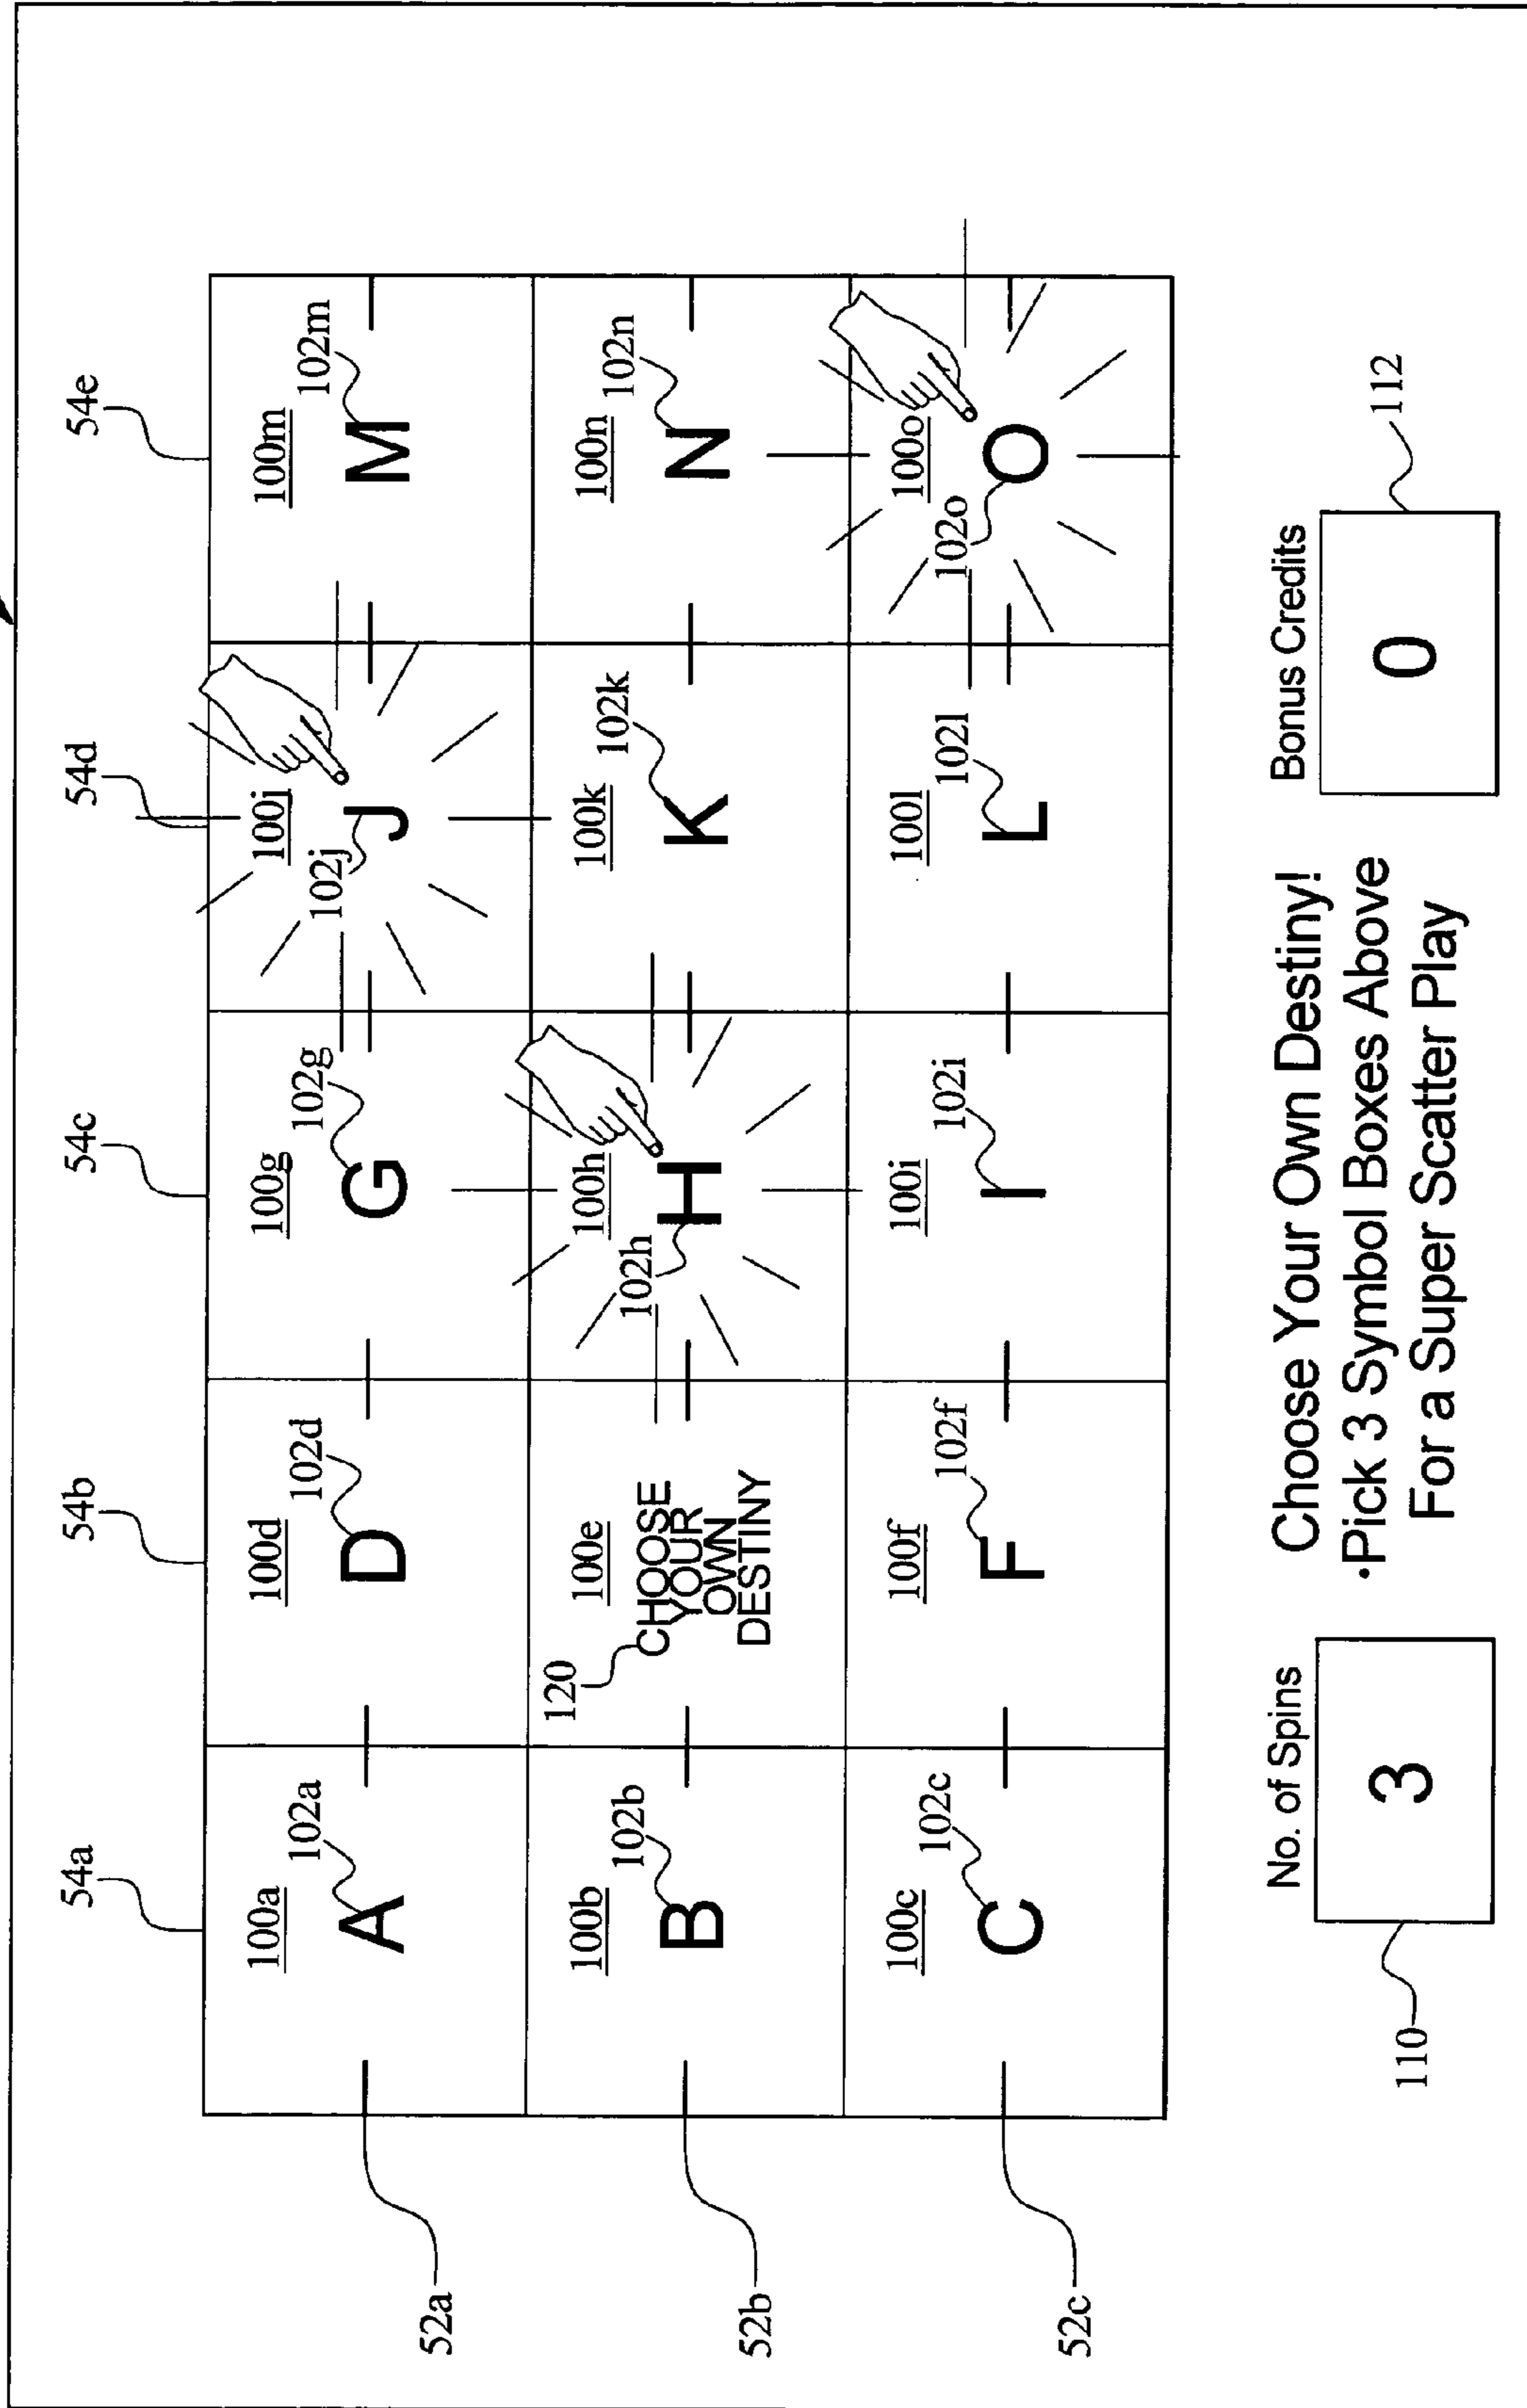 54a 54b 54c 54d 54e
100a 100d 100g 100j 100m
102a 102d 102g 102j 102m
52a A D G J M
100b 100e 100h 100k 100n
120 102b 102h 102k 102n
52b B CHOOSE H K N
YOUR
OWN
DESTINY
100c 100f 100i 100l 100o
102c 102f 102i 102l 102o
52c C F I L O
No. of Spins Choose Your Own Destiny! Bonus Credits
110 3 •Pick 3 Symbol Boxes Above 0 112
For a Super Scatter Play